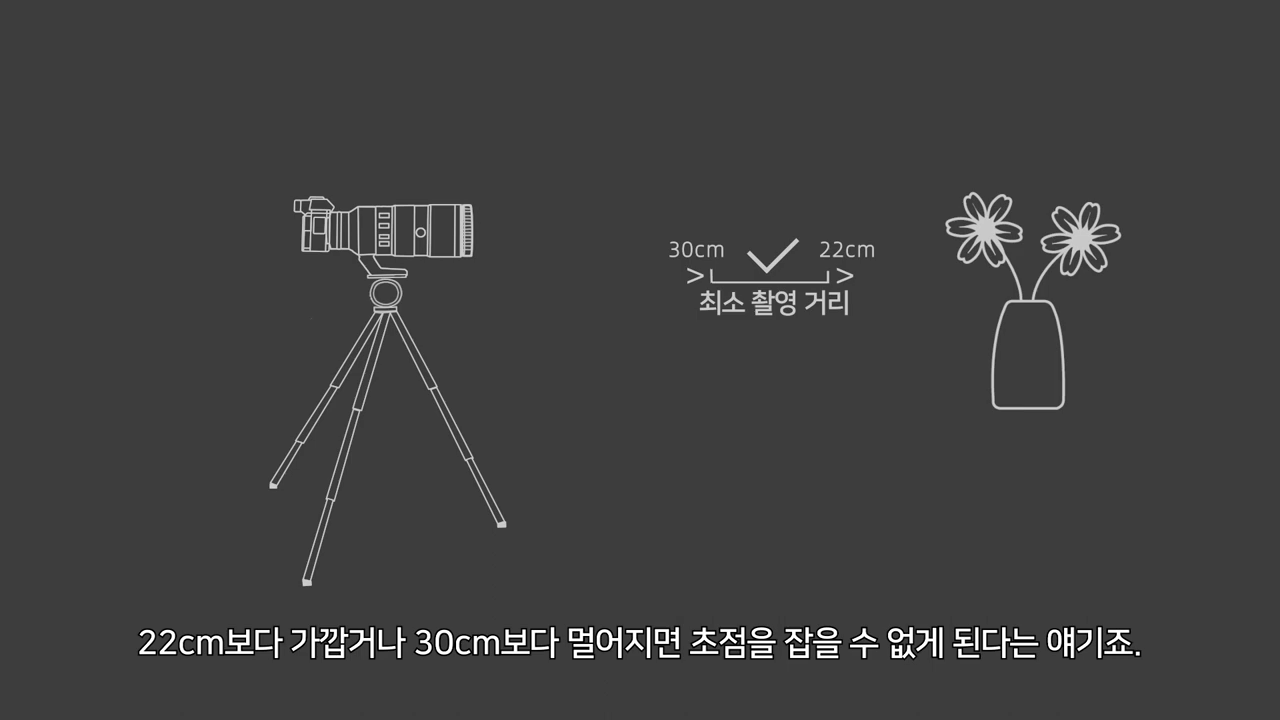 30cm 22cm
> >
최소 촬영 거리
22cm보다 가깝거나 30cm보다 멀어지면 초점을 잡을 수 없게 된다는 얘기죠.